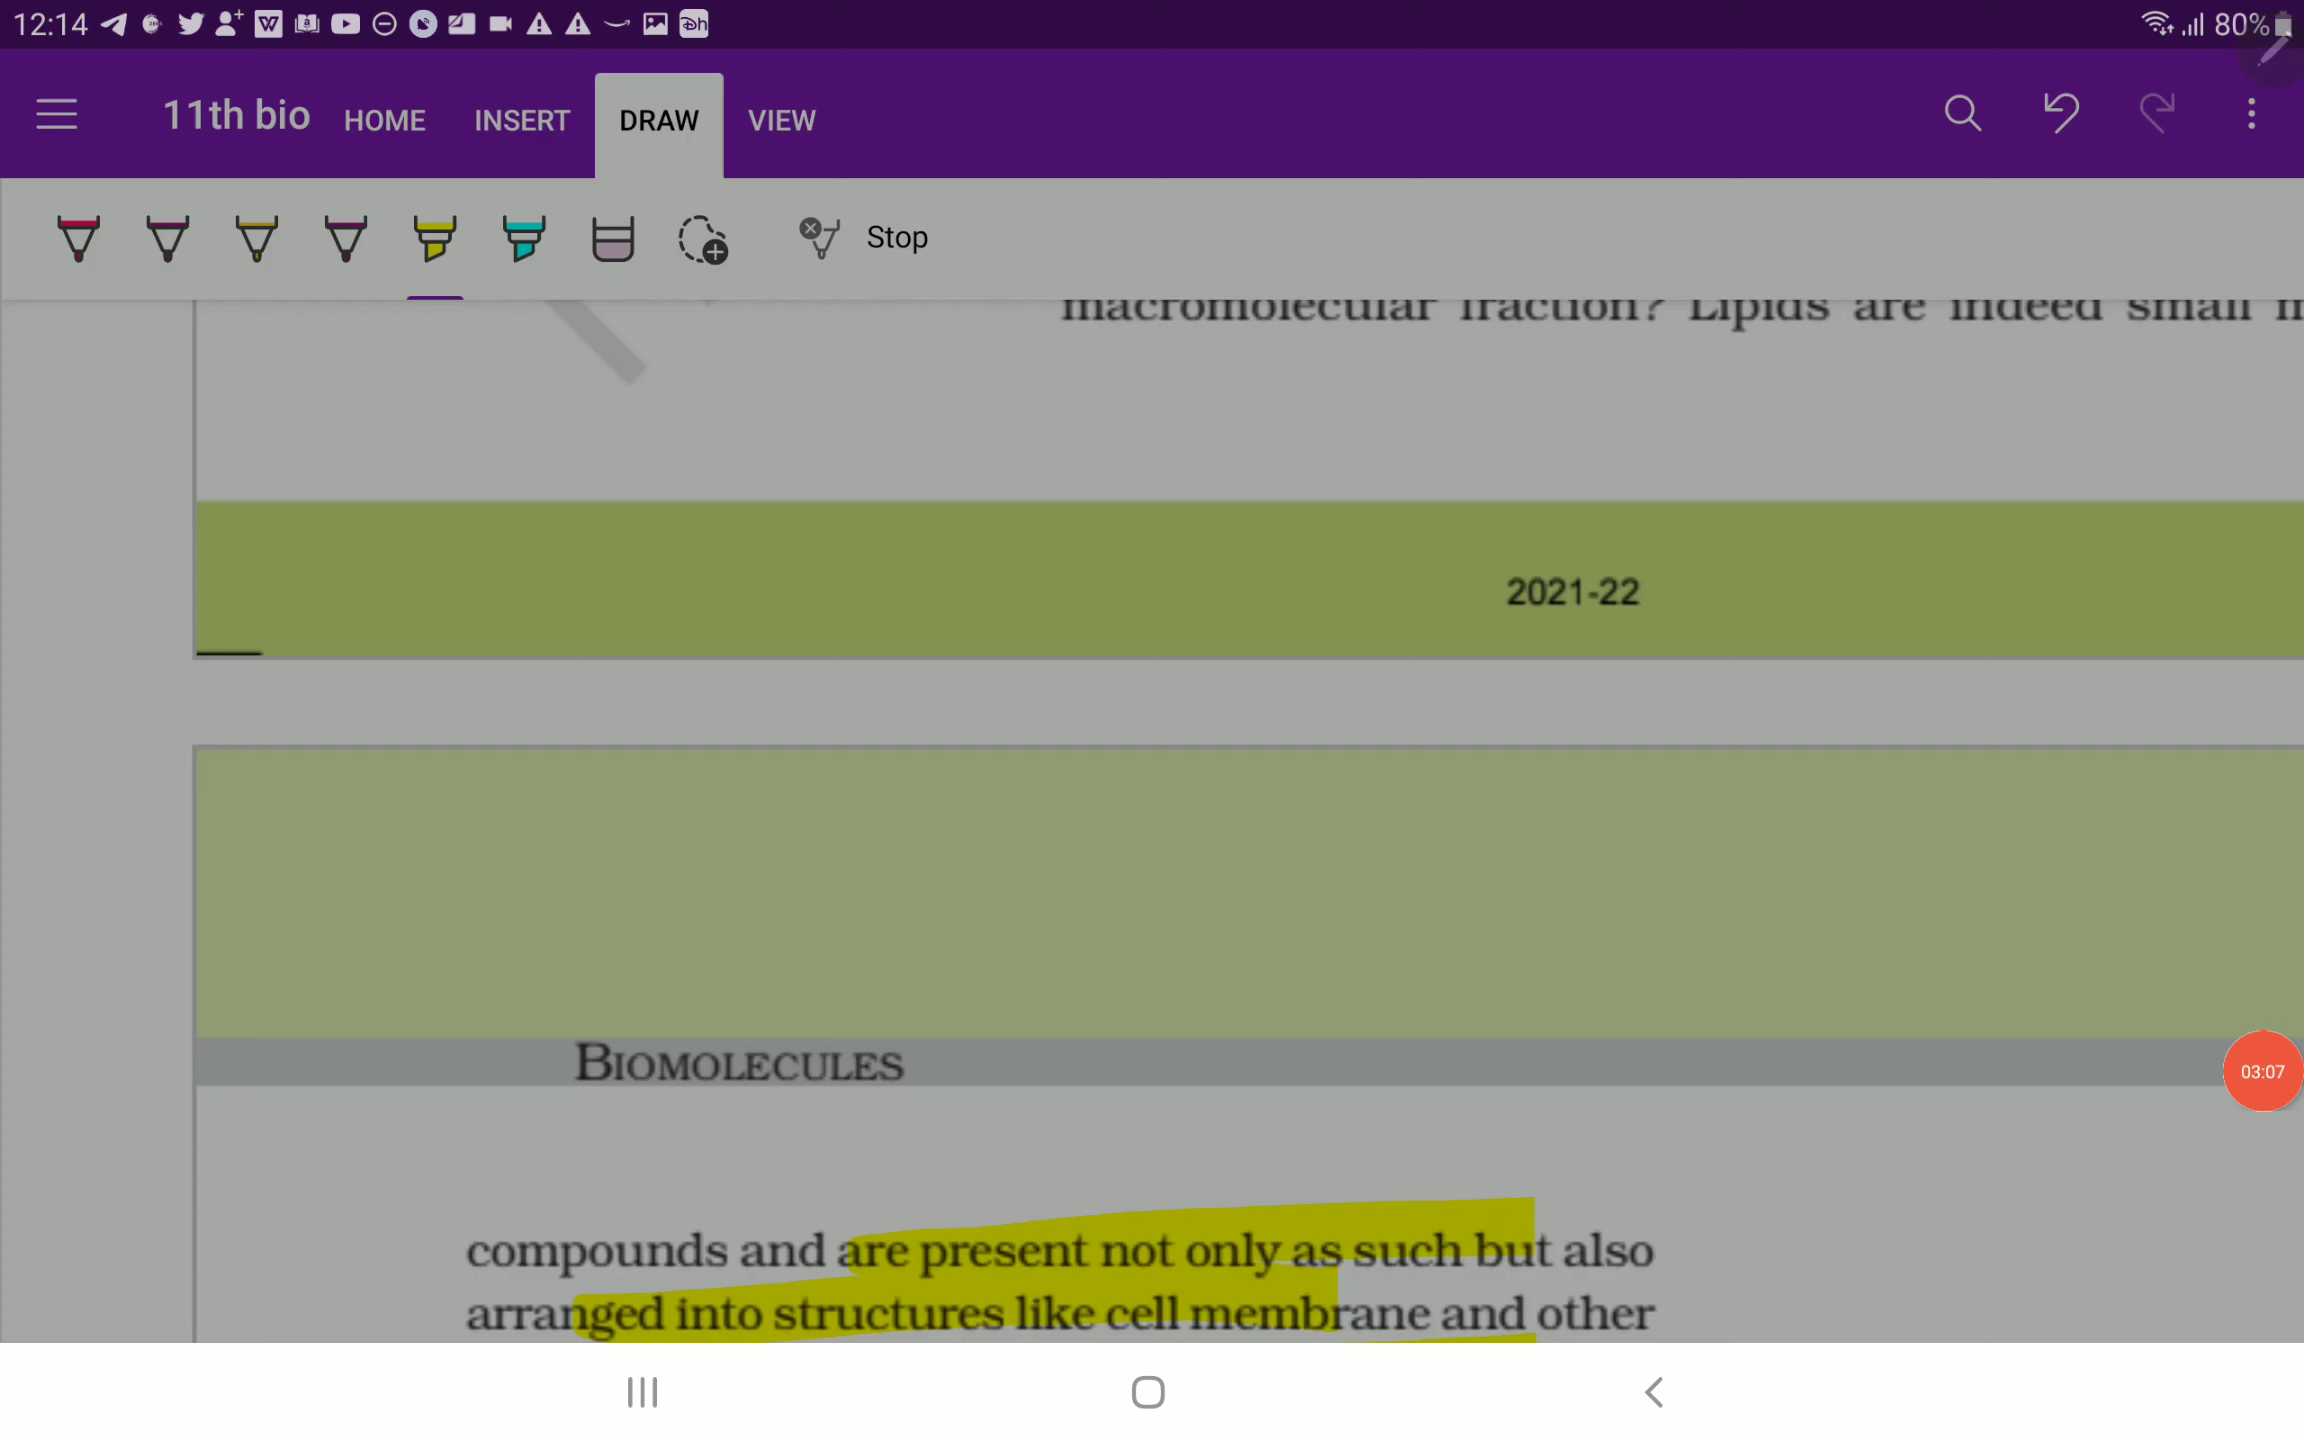 12:14 80%
11th bio HOME INSERT DRAW VIEW
Stop
macromolecular fraction? Lipids are indeed small
2021-22
BIOMOLECULES
03:07
compounds and are present not only as such but also
arranged into structures like cell membrane and other